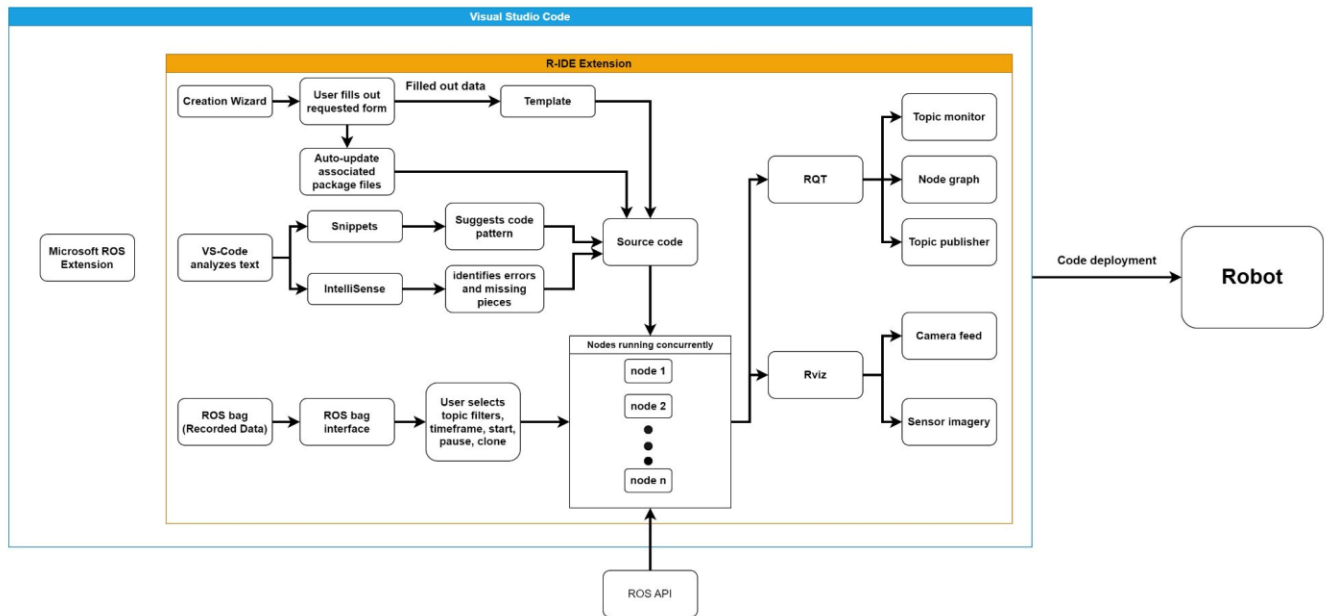 Visual Studio Code
R-IDE Extension
Creation Wizard
User fills out
requested form
Filled out data
Template
Auto-update
associated
package files
Microsoft ROS
Extension
VS-Code
analyzes text
Snippets
Suggests code
pattern
IntelliSense
identifies errors
and missing
pieces
Source code
ROS bag
(Recorded Data)
ROS bag
interface
User selects
topic filters,
timeframe, start,
pause, clone
Nodes running concurrently
node 1
node 2
node n
RQT
Topic monitor
Node graph
Topic publisher
Rviz
Camera feed
Sensor imagery
Code deployment
Robot
ROS API